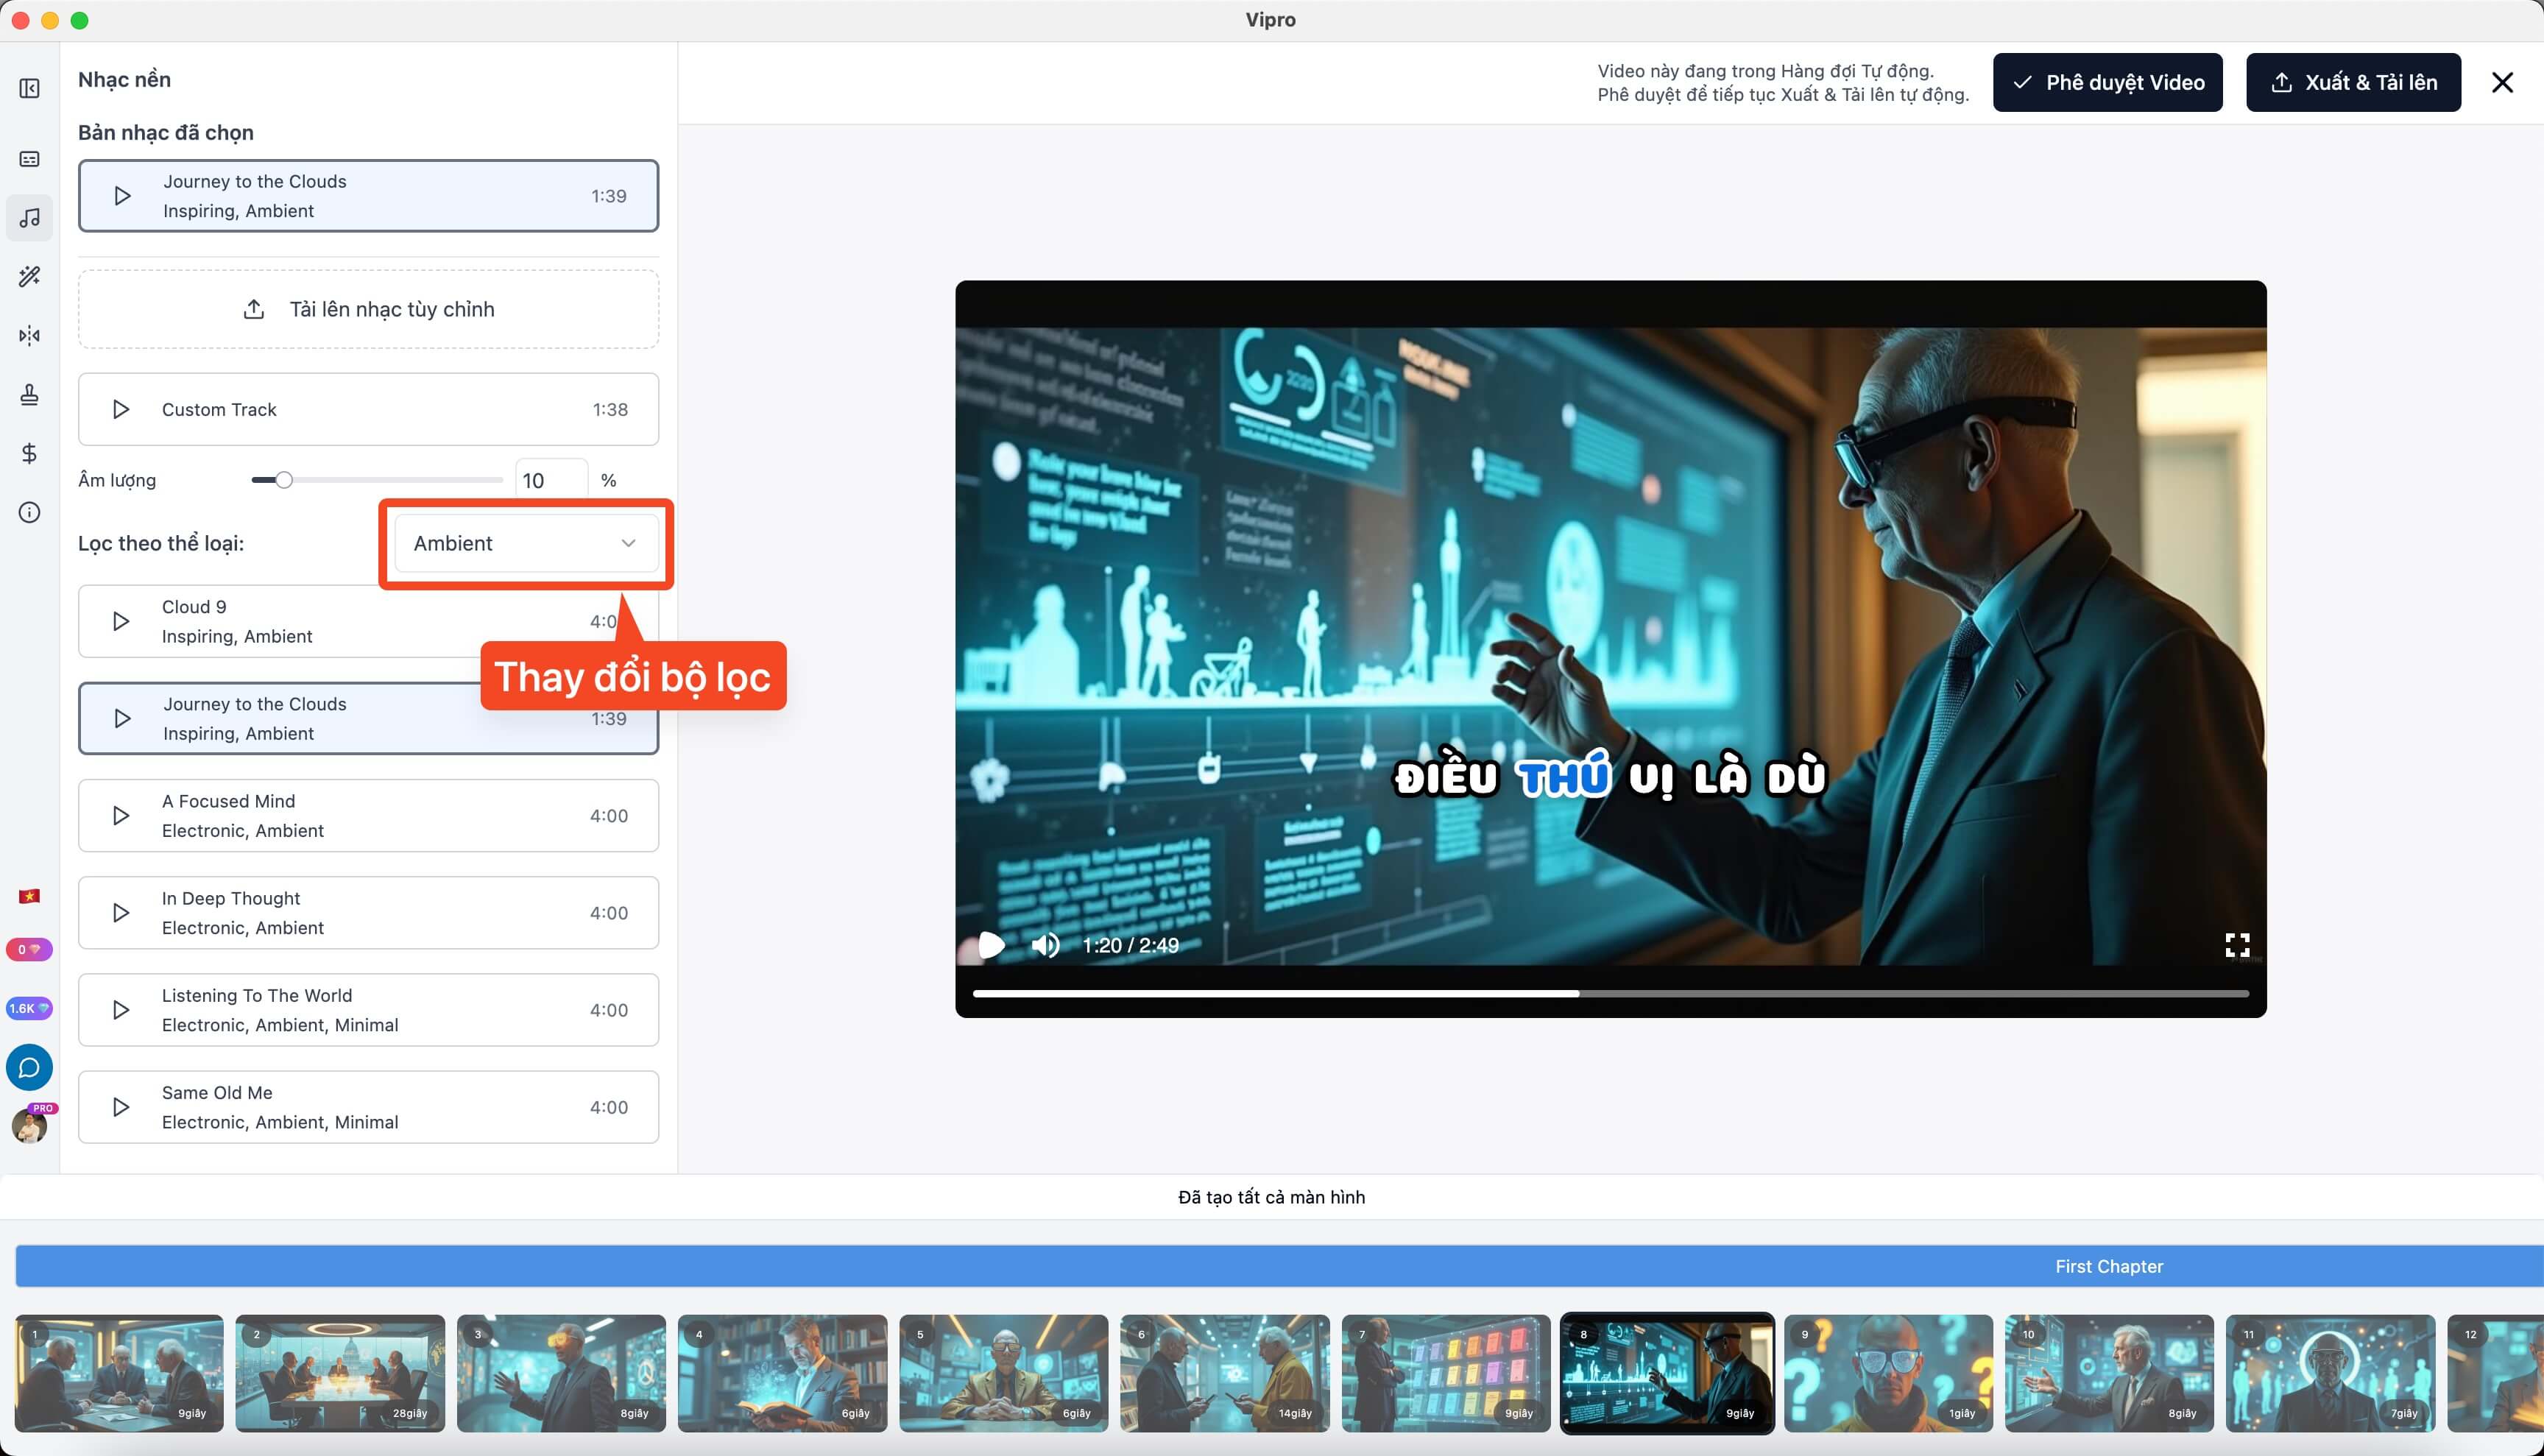 Vipro
Nhạc nền
Bản nhạc đã chọn
Journey to the Clouds
Inspiring, Ambient
1:39
Tải lên nhạc tùy chỉnh
Custom Track
1:38
Âm lượng
10
%
Lọc theo thể loại:
Ambient
Cloud 9
Inspiring, Ambient
Thay đổi bộ lọc
Journey to the Clouds
Inspiring, Ambient
1:39
A Focused Mind
Electronic, Ambient
4:00
In Deep Thought
Electronic, Ambient
4:00
Listening To The World
Electronic, Ambient, Minimal
4:00
Same Old Me
Electronic, Ambient, Minimal
4:00
0
1.6K
PRO
Video này đang trong Hàng đợi Tự động.
Phê duyệt để tiếp tục Xuất & Tải lên tự động.
Phê duyệt Video
Xuất & Tải lên
ĐIỀU THÚ VỊ LÀ DÙ
1:20 / 2:49
Đã tạo tất cả màn hình
First Chapter
1
9giây
2
28giây
3
8giây
4
6giây
5
6giây
6
14giây
7
9giây
8
9giây
9
1giây
10
8giây
11
7giây
12